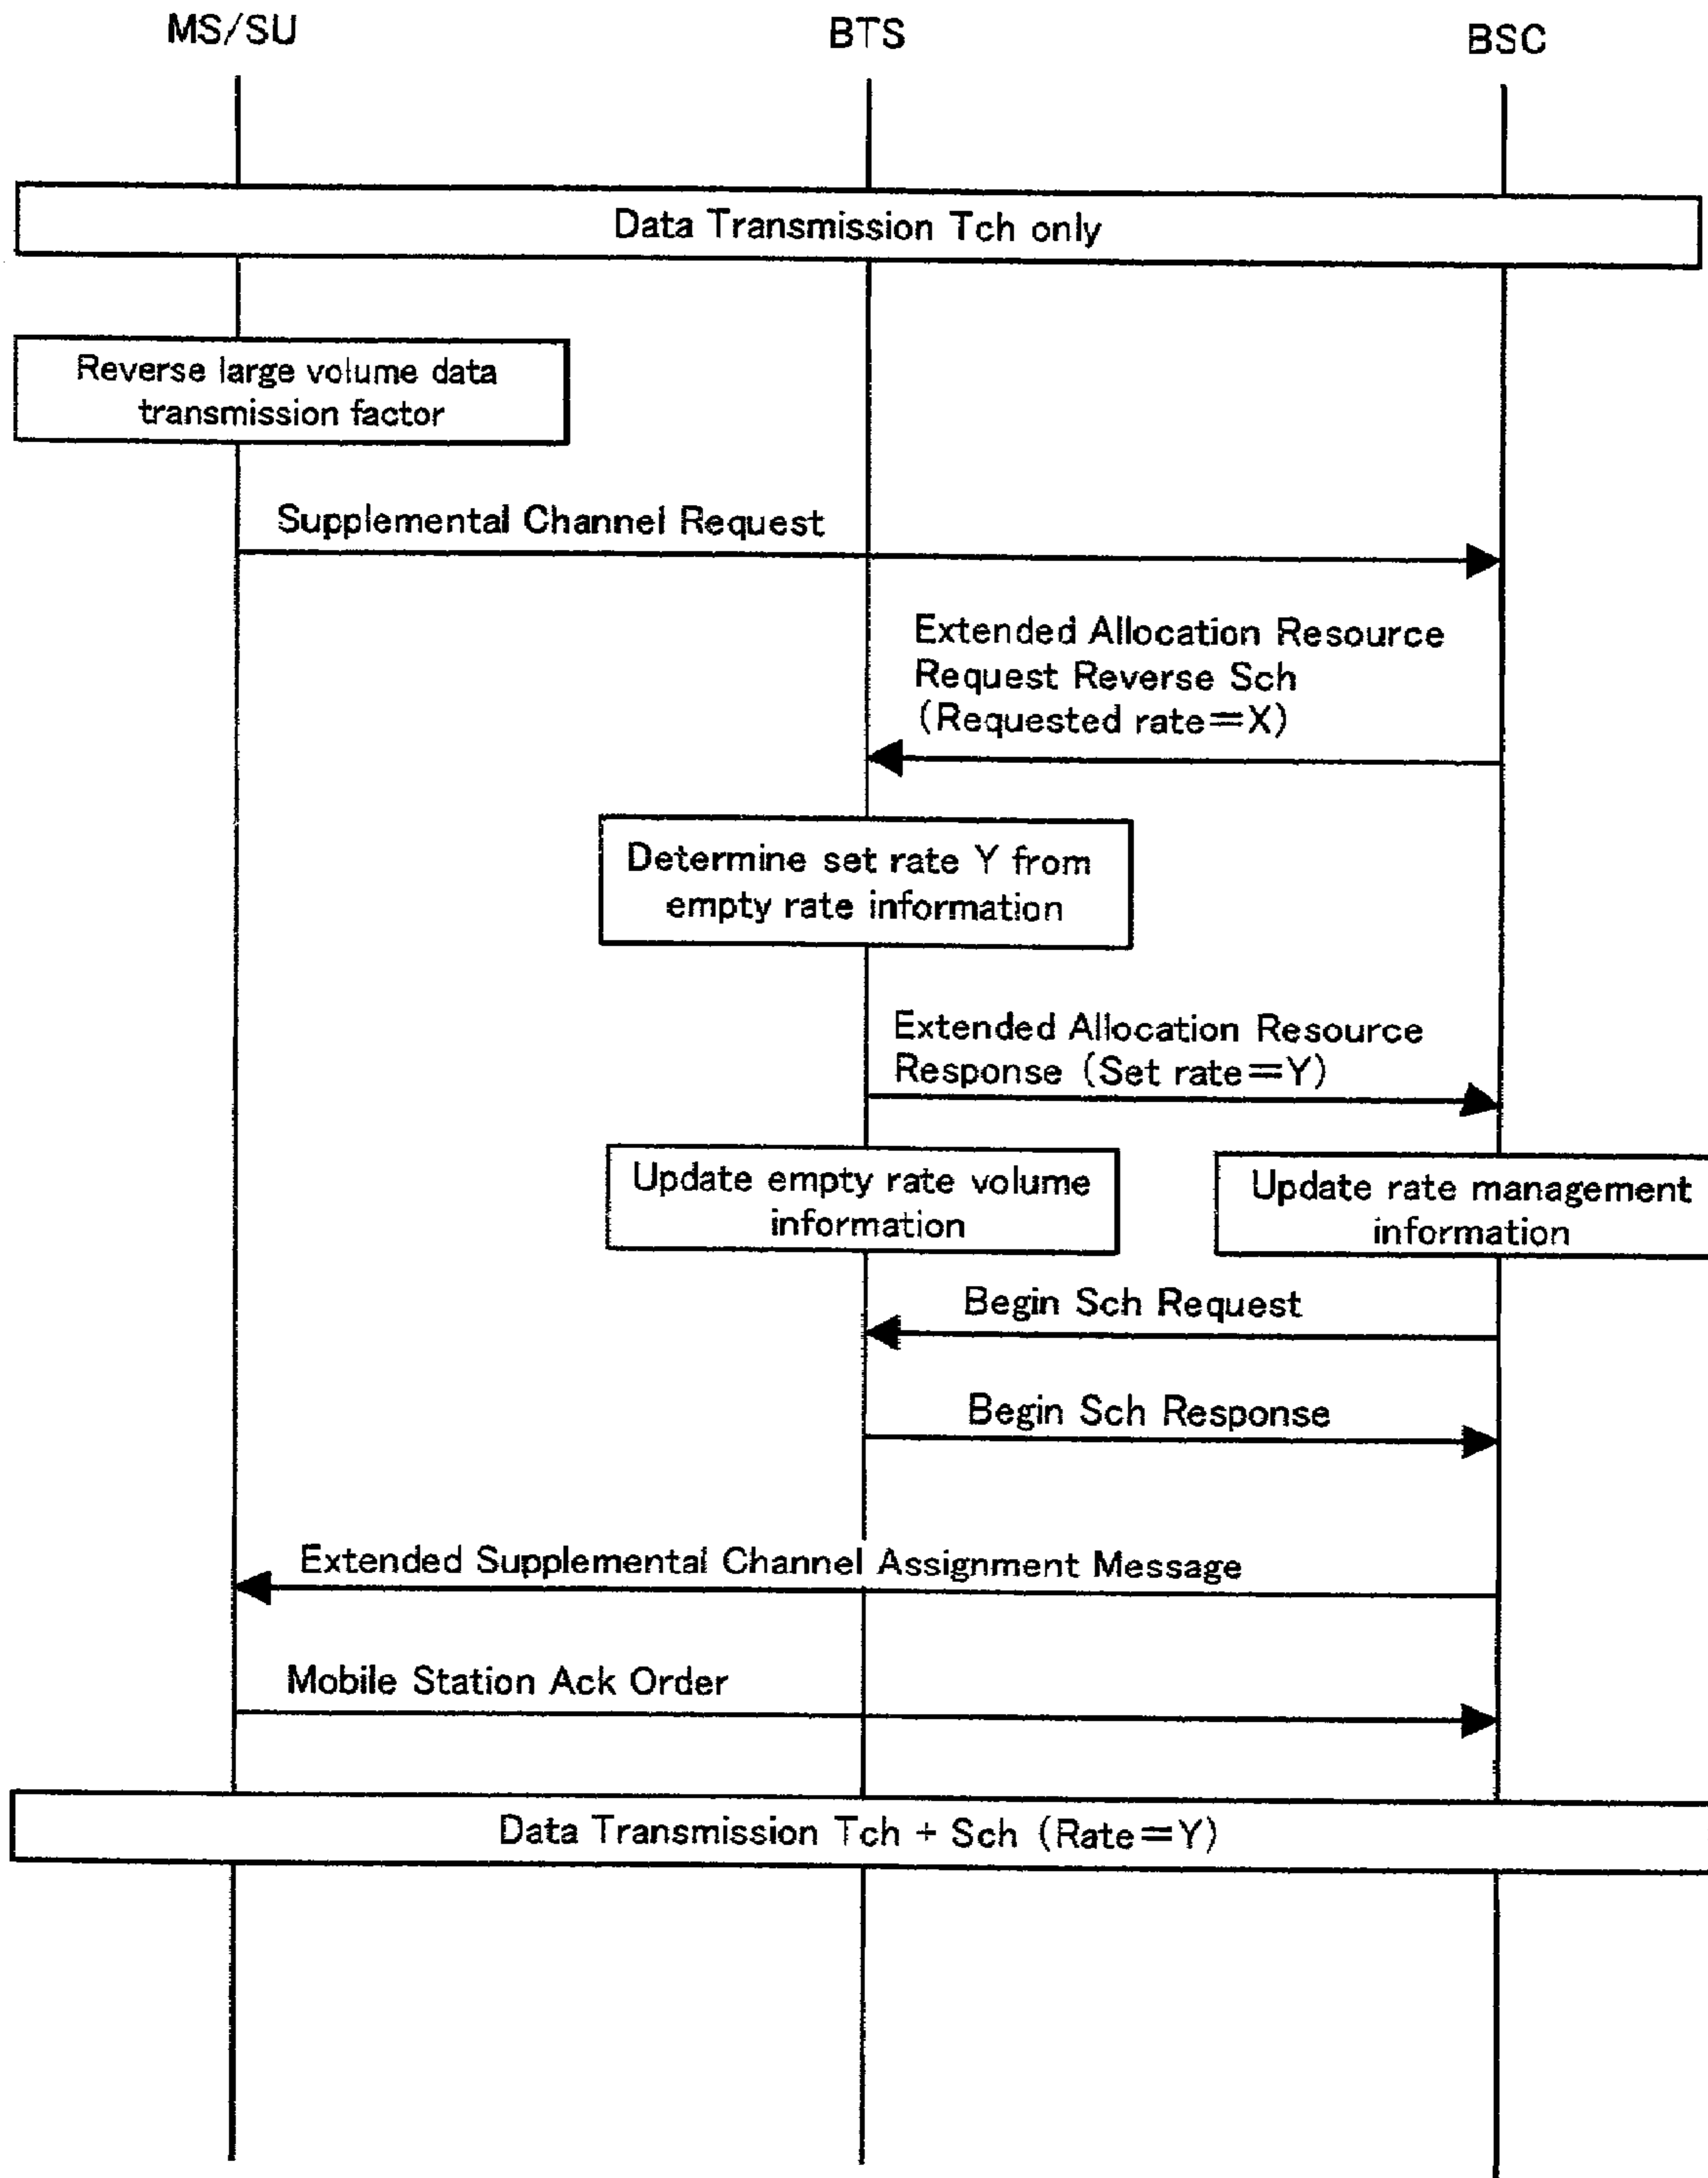 MS/SU
BTS
BSC
Data Transmission Tch only
Reverse large volume data
transmission factor
Supplemental Channel Request
Extended Allocation Resource
Request Reverse Sch
(Requested rate=X)
Determine set rate Y from
empty rate information
Extended Allocation Resource
Response (Set rate=Y)
Update empty rate volume
information
Update rate management
information
Begin Sch Request
Begin Sch Response
Extended Supplemental Channel Assignment Message
Mobile Station Ack Order
Data Transmission Tch + Sch (Rate=Y)